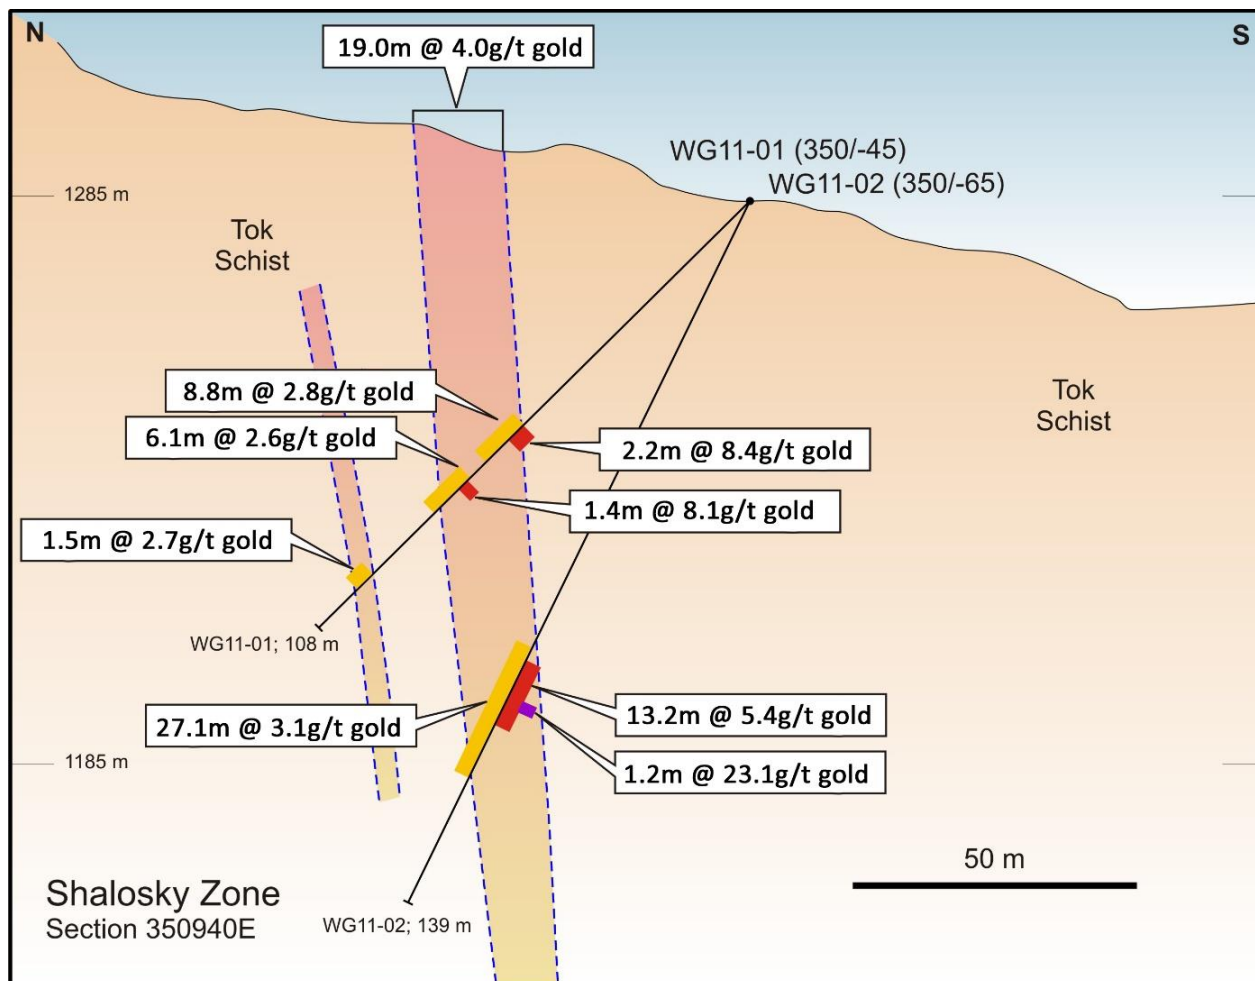 N
S
19.0m @ 4.0g/t gold
WG11-01 (350/-45)
WG11-02 (350/-65)
1285 m
Tok
Schist
8.8m @ 2.8g/t gold
6.1m @ 2.6g/t gold
Tok
Schist
2.2m @ 8.4g/t gold
1.4m @ 8.1g/t gold
1.5m @ 2.7g/t gold
WG11-01; 108 m
27.1m @ 3.1g/t gold
13.2m @ 5.4g/t gold
1185 m
1.2m @ 23.1g/t gold
50 m
Shalosky Zone
Section 350940E
WG11-02; 139 m